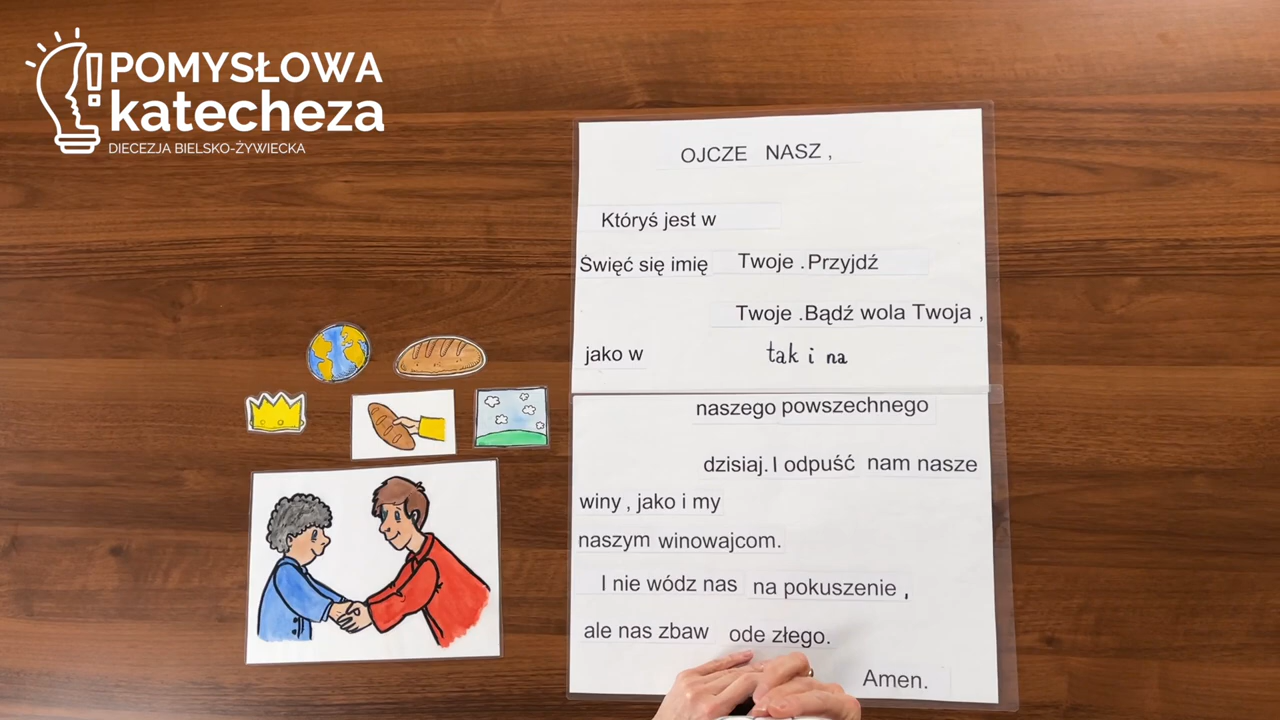 POMYSŁOWA
katecheza
DIECEZJA BIELSKO-ŻYWIECKA
OJCZE NASZ ,
Któryś jest w
Święć się imię Twoje . Przyjdź
Twoje . Bądź wola Twoja ,
jako w tak i na
naszego powszechnego
dzisiaj. I odpuść nam nasze
winy , jako i my
naszym winowajcom.
I nie wódz nas na pokuszenie ,
ale nas zbaw ode złego.
Amen.